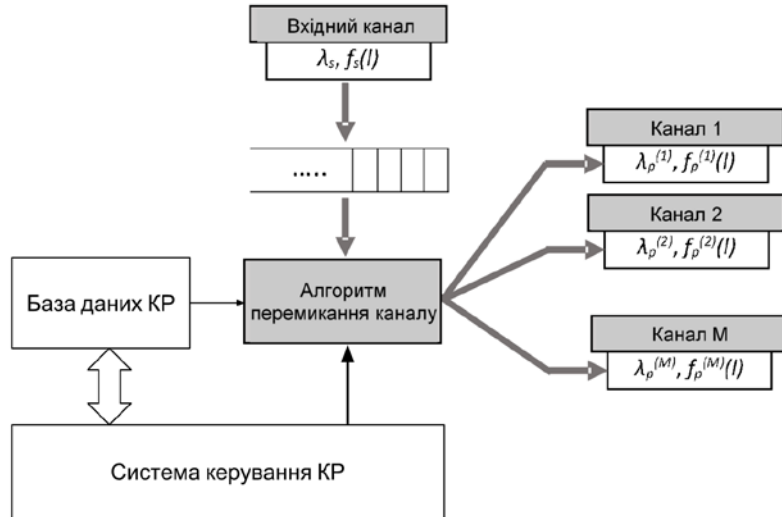 Вхідний канал
λs, fs(l)
.....
Канал 1
λp(1), fp(1)(l)
Канал 2
λp(2), fp(2)(l)
База даних КР
Алгоритм
перемикання каналу
Канал М
λp(M), fp(M)(l)
Система керування КР